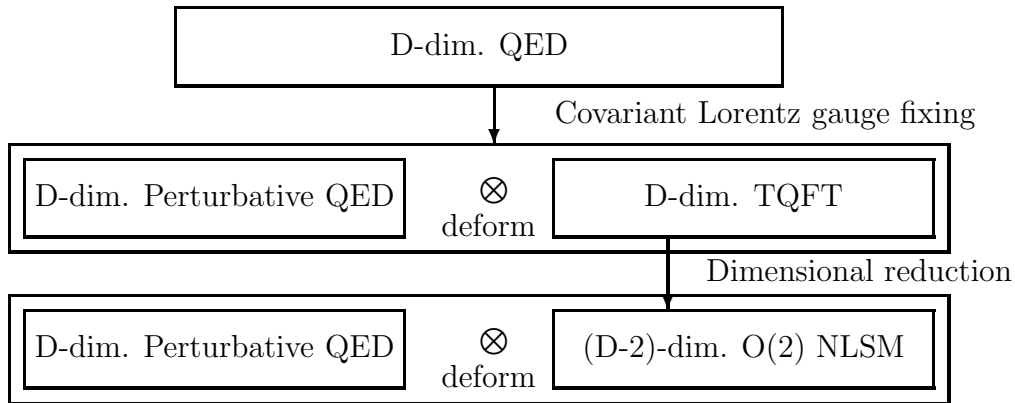 D-dim. QED
Covariant Lorentz gauge fixing
D-dim. Perturbative QED ⊗ D-dim. TQFT
deform
Dimensional reduction
D-dim. Perturbative QED ⊗ (D-2)-dim. O(2) NLSM
deform